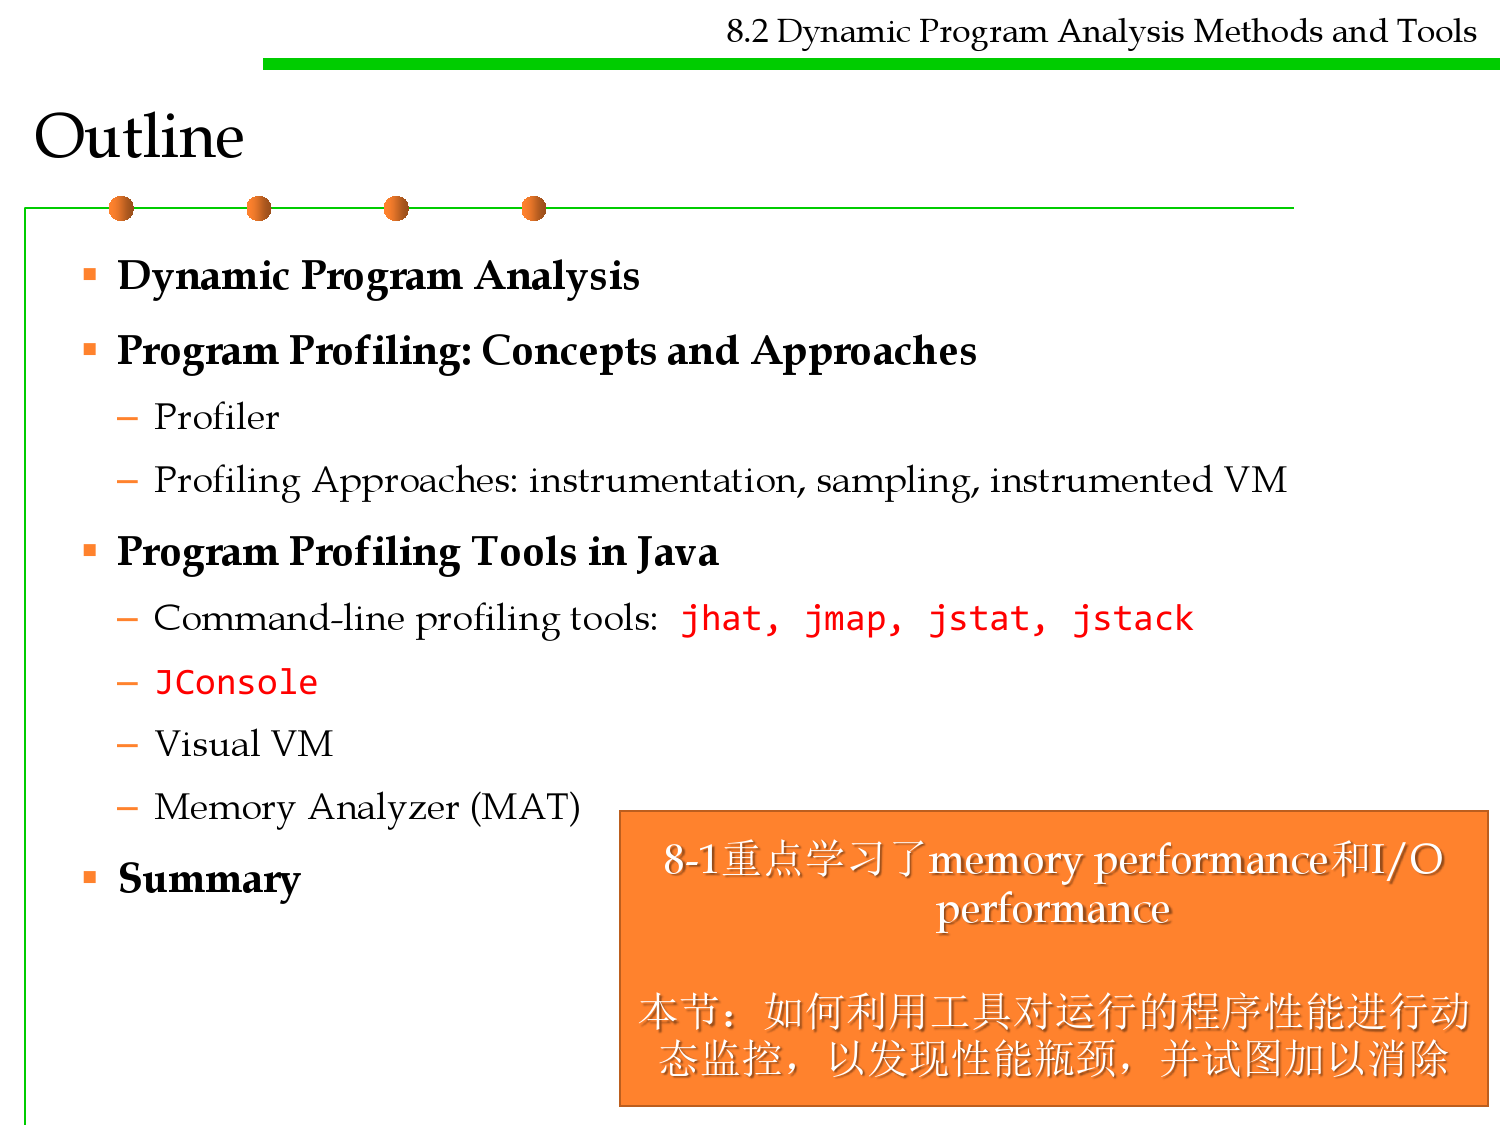 8.2 Dynamic Program Analysis Methods and Tools
Outline
▪ Dynamic Program Analysis
▪ Program Profiling: Concepts and Approaches
– Profiler
– Profiling Approaches: instrumentation, sampling, instrumented VM
▪ Program Profiling Tools in Java
– Command-line profiling tools: jhat, jmap, jstat, jstack
– JConsole
– Visual VM
– Memory Analyzer (MAT)
▪ Summary
8-1重点学习了memory performance和I/O
performance
本节：如何利用工具对运行的程序性能进行动
态监控，以发现性能瓶颈，并试图加以消除